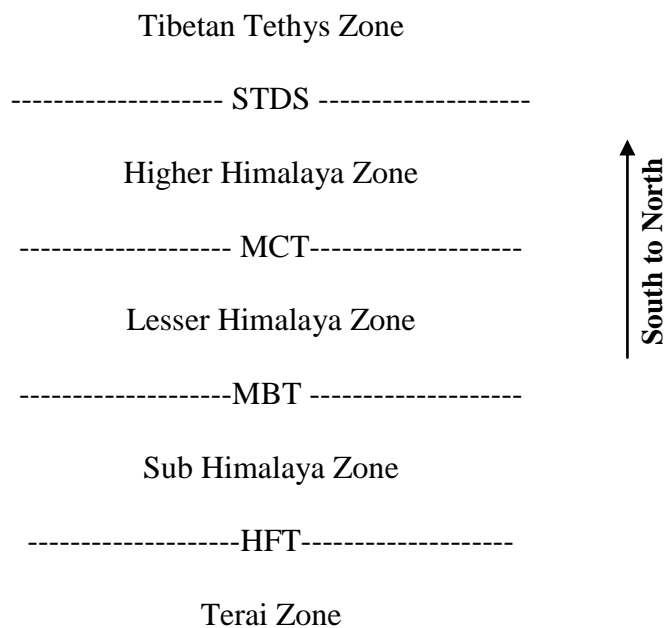 Tibetan Tethys Zone
-------------------- STDS --------------------
Higher Himalaya Zone
-------------------- MCT--------------------
Lesser Himalaya Zone
--------------------MBT --------------------
Sub Himalaya Zone
--------------------HFT--------------------
Terai Zone
South to North